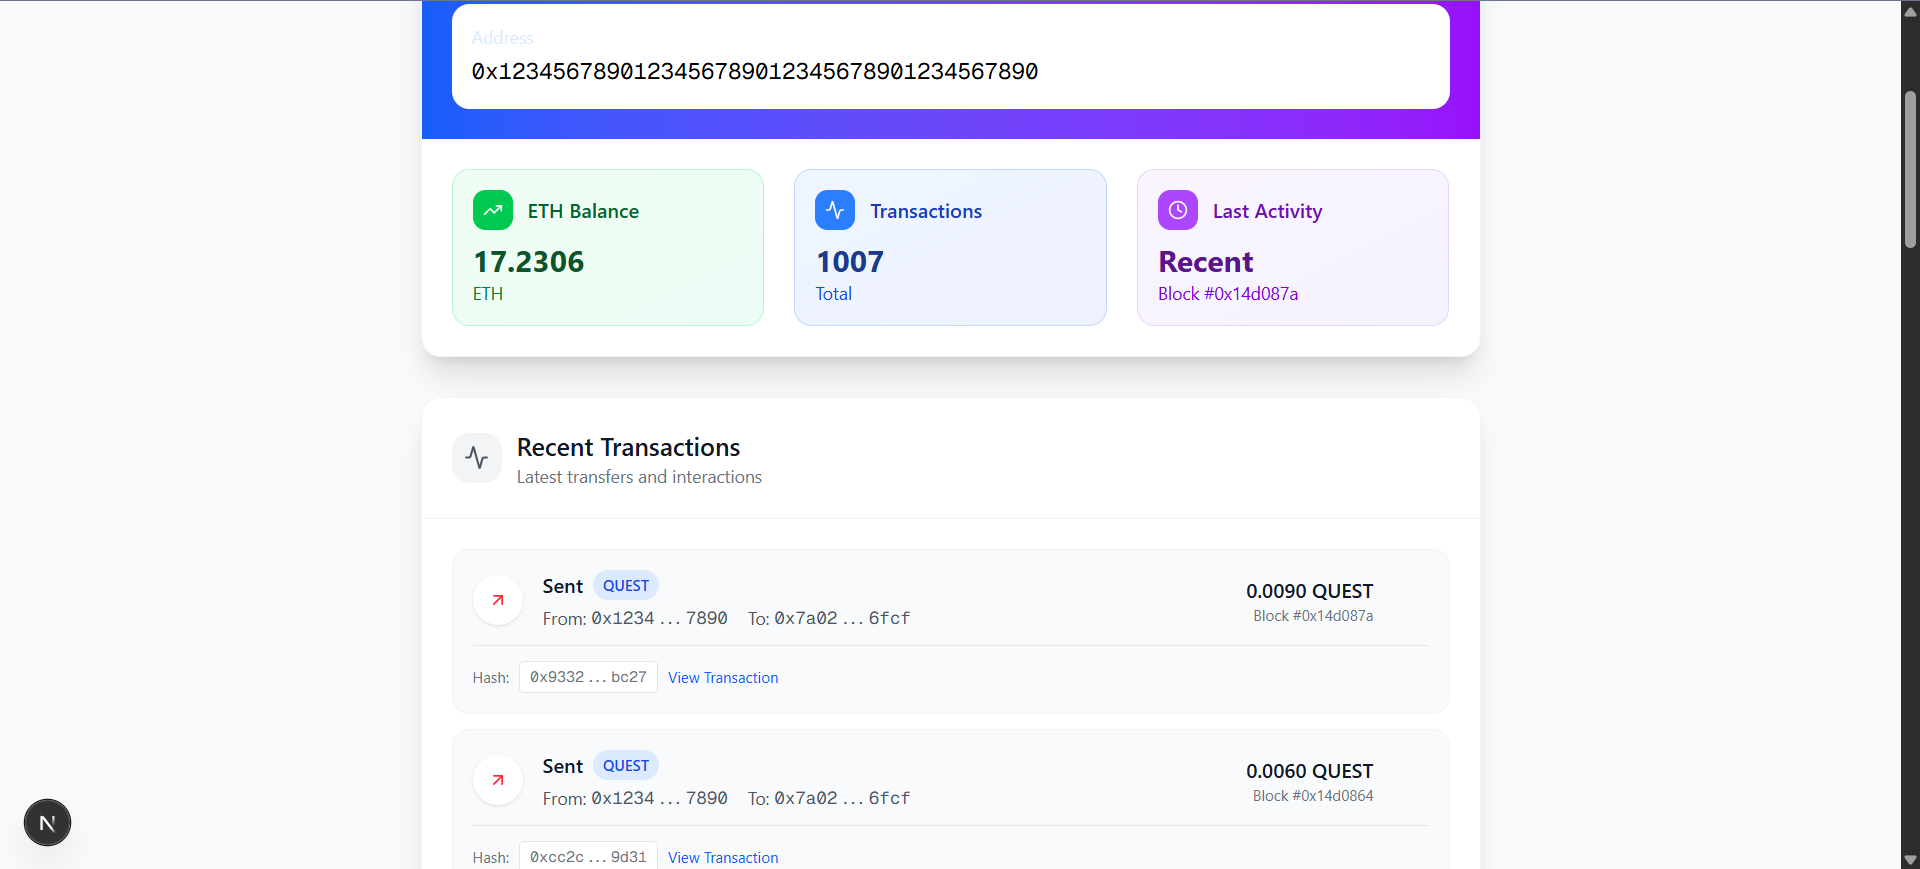 Address
0x1234567890123456789012345678901234567890
ETH Balance
17.2306
ETH
Transactions
1007
Total
Last Activity
Recent
Block #0x14d087a
Recent Transactions
Latest transfers and interactions
Sent QUEST
From: 0x1234...7890 To: 0x7a02...6fcf
0.0090 QUEST
Block #0x14d087a
Hash: 0x9332...bc27 View Transaction
Sent QUEST
From: 0x1234...7890 To: 0x7a02...6fcf
0.0060 QUEST
Block #0x14d0864
Hash: 0xcc2c...9d31 View Transaction
N